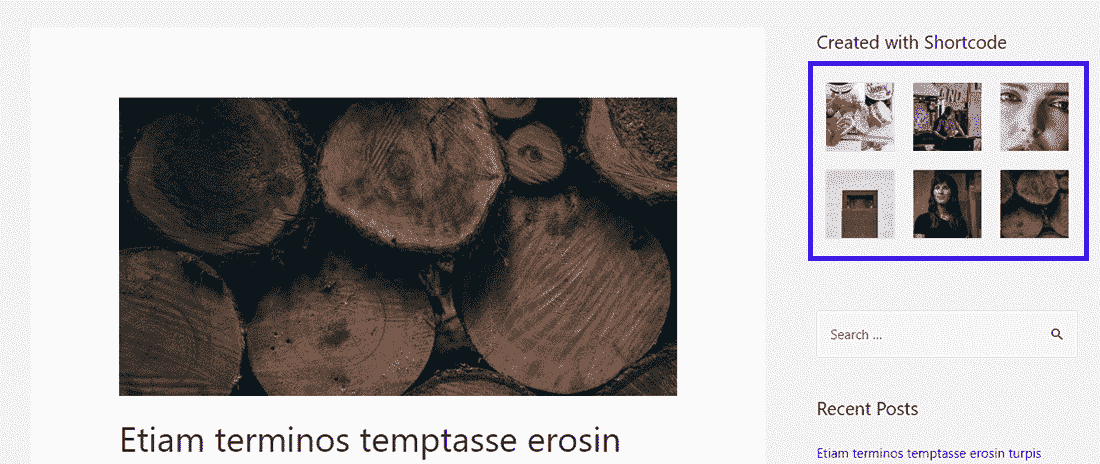 Created with Shortcode
Search ...
Etiam terminos temptasse erosin
Recent Posts
Etiam terminos temptasse erosin turpis